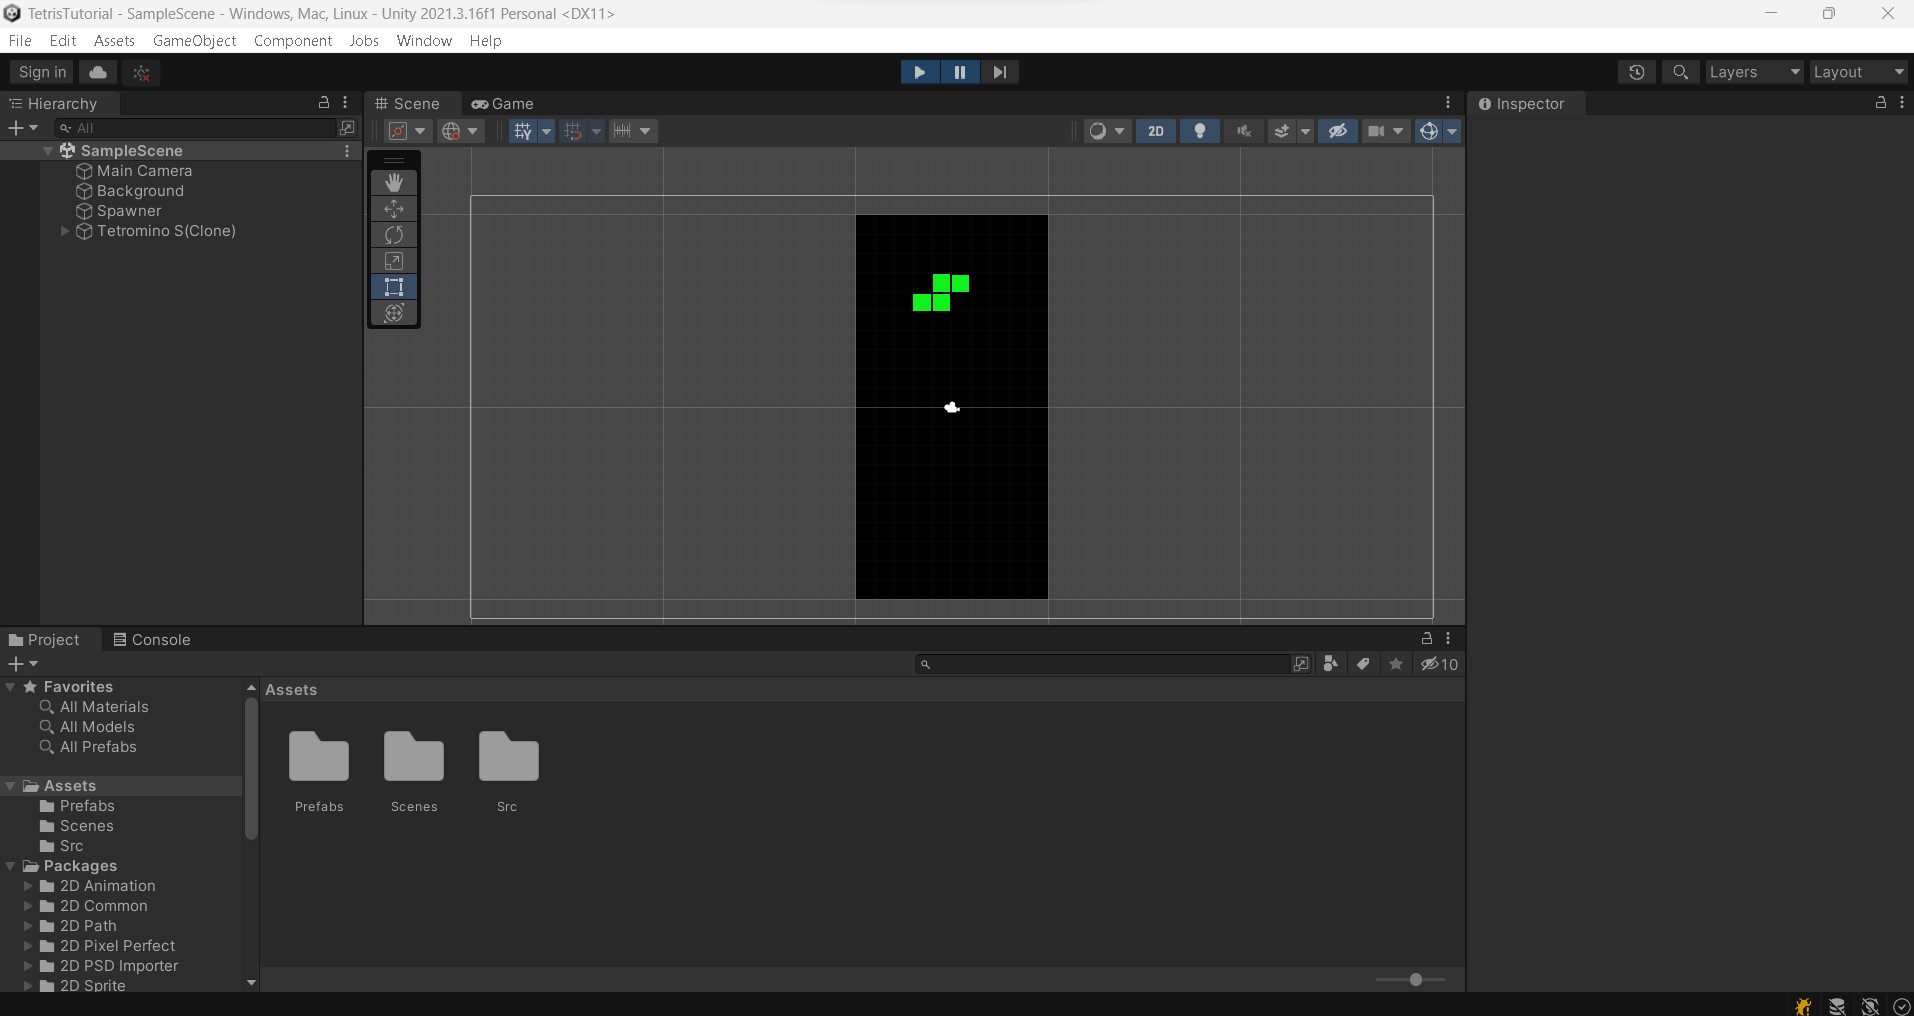 TetrisTutorial - SampleScene - Windows, Mac, Linux - Unity 2021.3.16f1 Personal <DX11>
File Edit Assets GameObject Component Jobs Window Help
Sign in
Layers
Layout
Hierarchy
All
SampleScene
Main Camera
Background
Spawner
Tetromino S(Clone)
Scene
Game
Y
2D
Inspector
Project
Console
10
Favorites
All Materials
All Models
All Prefabs
Assets
Prefabs
Scenes
Src
Packages
2D Animation
2D Common
2D Path
2D Pixel Perfect
2D PSD Importer
2D Sprite
Assets
Prefabs
Scenes
Src